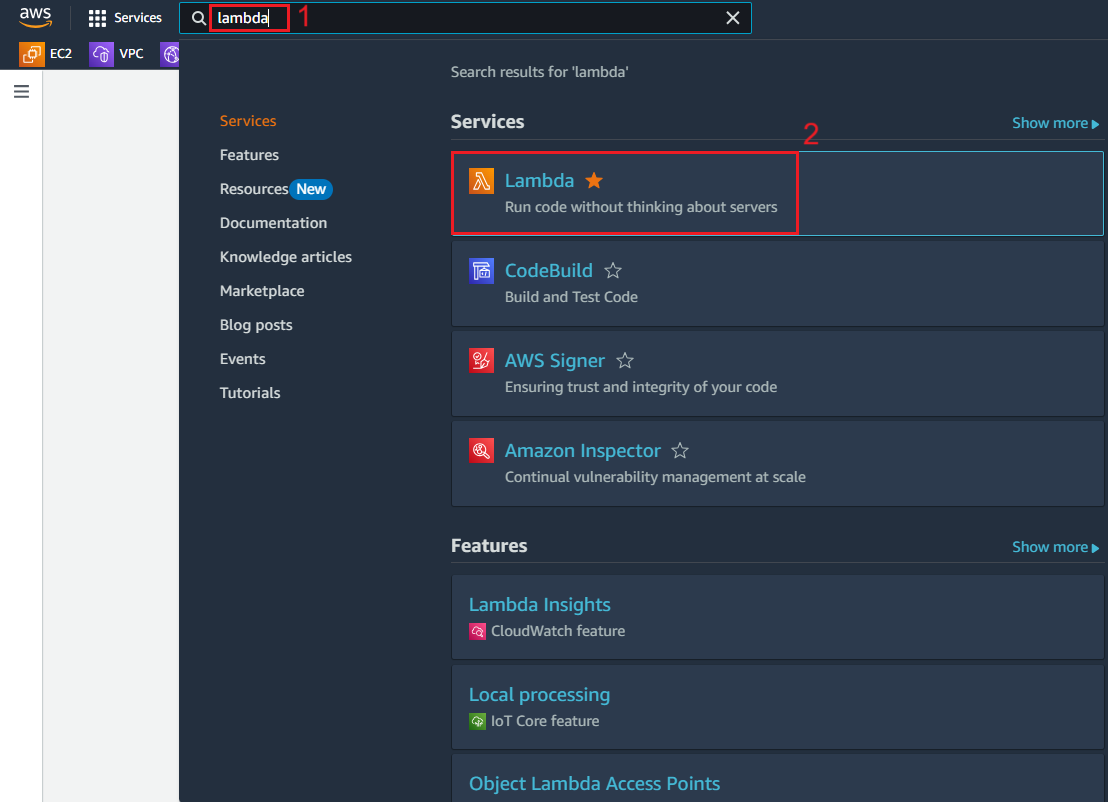 aws
Services
lambda
1
EC2
VPC
Search results for 'lambda'
Services
Features
Resources New
Documentation
Knowledge articles
Marketplace
Blog posts
Events
Tutorials
Services
Show more
2
Lambda
Run code without thinking about servers
CodeBuild
Build and Test Code
AWS Signer
Ensuring trust and integrity of your code
Amazon Inspector
Continual vulnerability management at scale
Features
Show more
Lambda Insights
CloudWatch feature
Local processing
IoT Core feature
Object Lambda Access Points